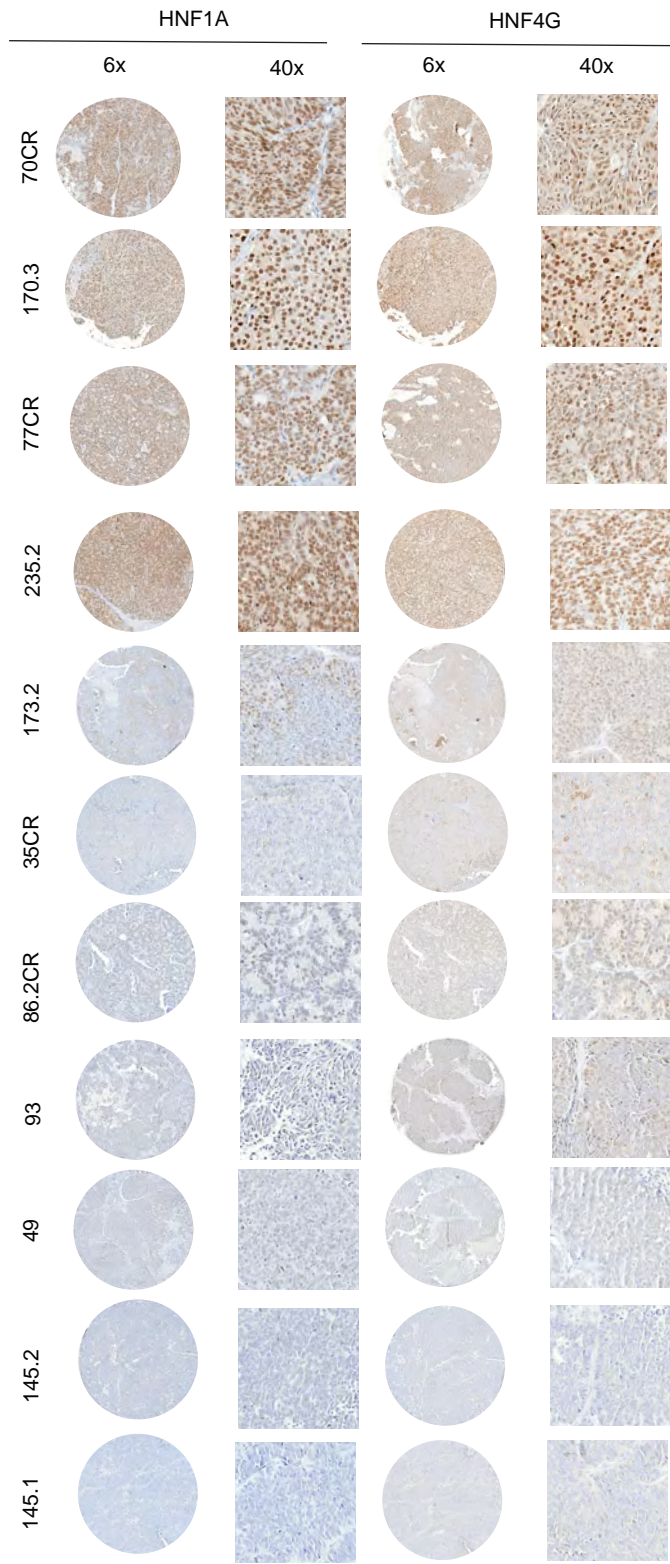 HNF1A HNF4G
6x 40x 6x 40x
70CR
170.3
77CR
235.2
173.2
35CR
86.2CR
93
49
145.2
145.1